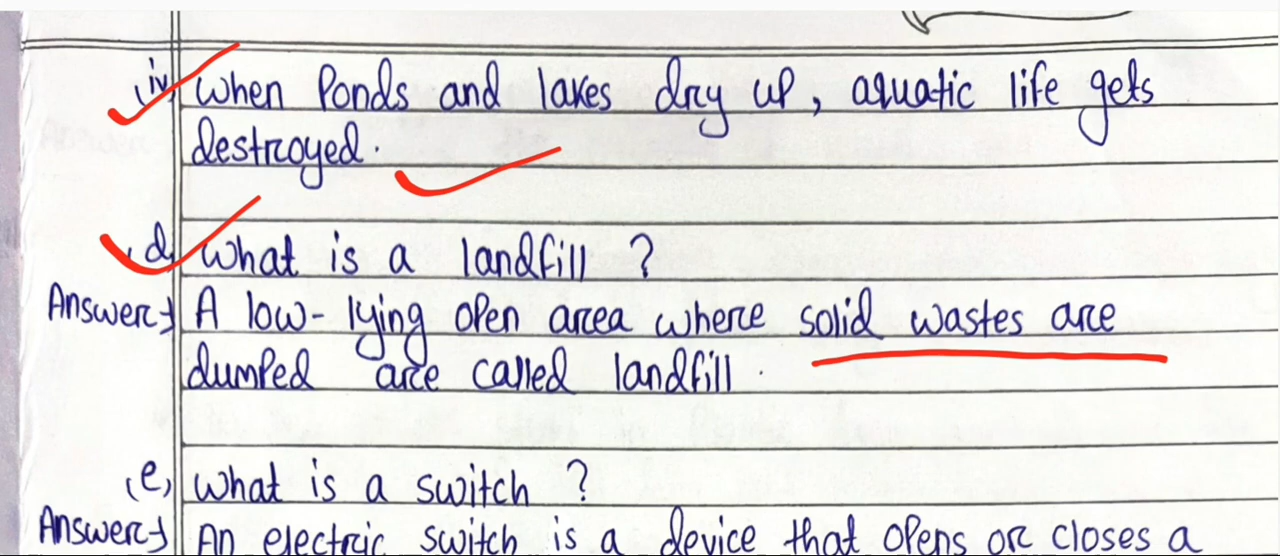 (iv) When Ponds and lakes dry up, aquatic life gets
destroyed.
(d) What is a landfill ?
Answer→ A low-lying open area where solid wastes are
dumped are called landfill.
(e) What is a switch ?
Answer→ An electric switch is a device that opens or closes a